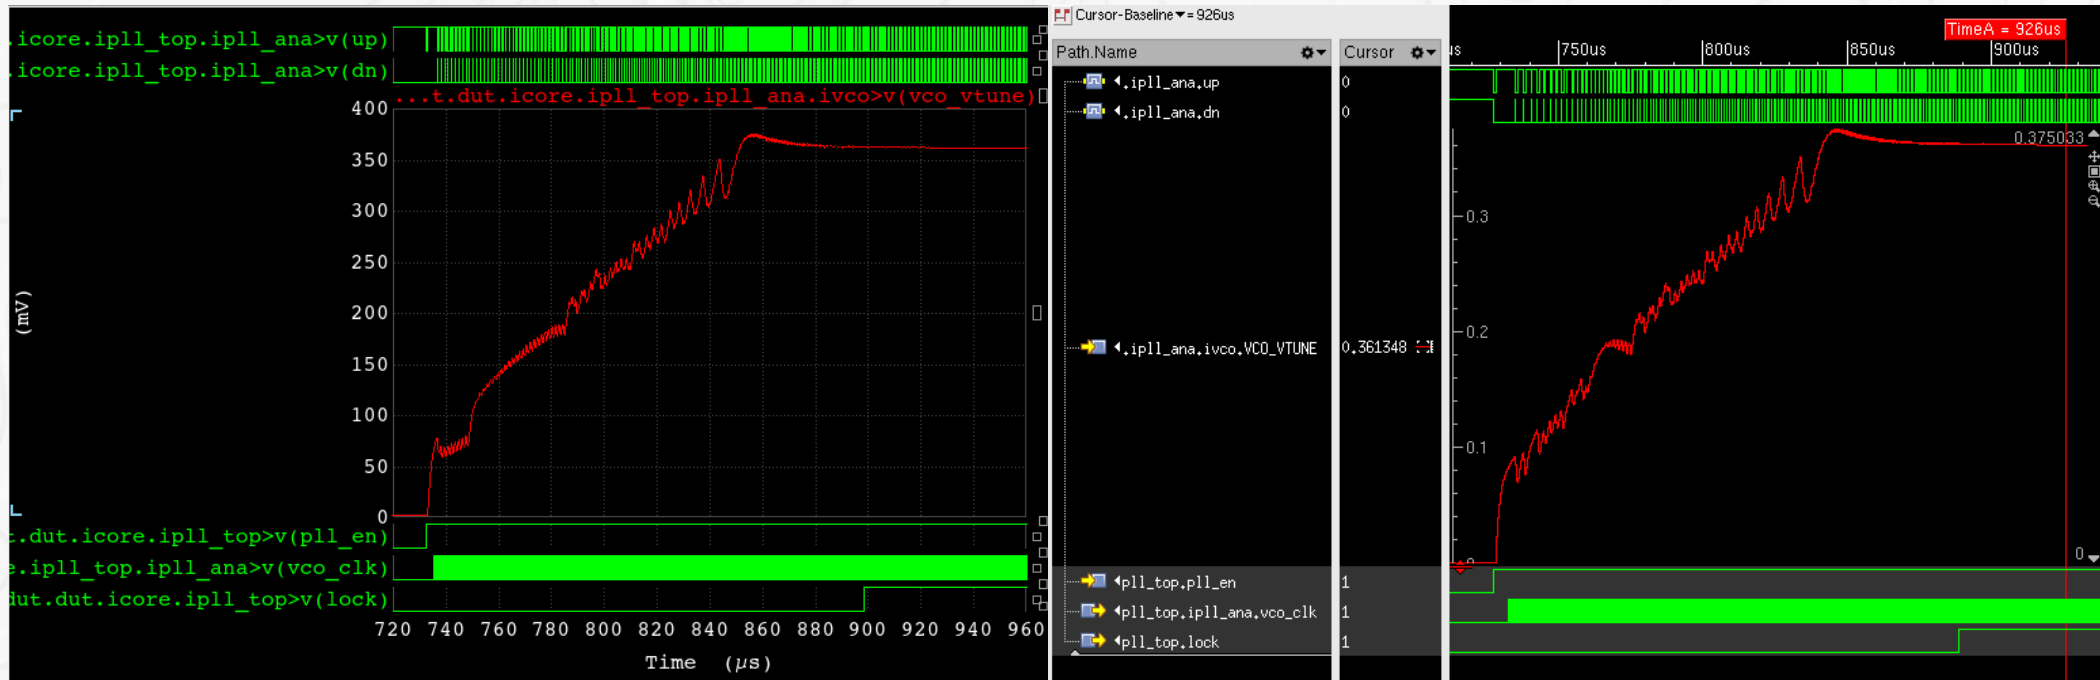 .icore.ipll_top.ipll_ana>v(up)
.icore.ipll_top.ipll_ana>v(dn)
...t.dut.icore.ipll_top.ipll_ana.ivco>v(vco_vtune)
400
350
300
250
200
150
100
50
0
(mV)
t.dut.icore.ipll_top>v(pll_en)
e.ipll_top.ipll_ana>v(vco_clk)
dut.dut.icore.ipll_top>v(lock)
720 740 760 780 800 820 840 860 880 900 920 940 960
Time (µs)
Cursor-Baseline▾= 926us
Path.Name
Cursor
.ipll_ana.up 0
.ipll_ana.dn 0
.ipll_ana.ivco.VCO_VTUNE 0.361348
pll_top.pll_en 1
pll_top.ipll_ana.vco_clk 1
pll_top.lock 1
TimeA = 926us
us 750us 800us 850us 900us
0.375033
0.3
0.2
0.1
0